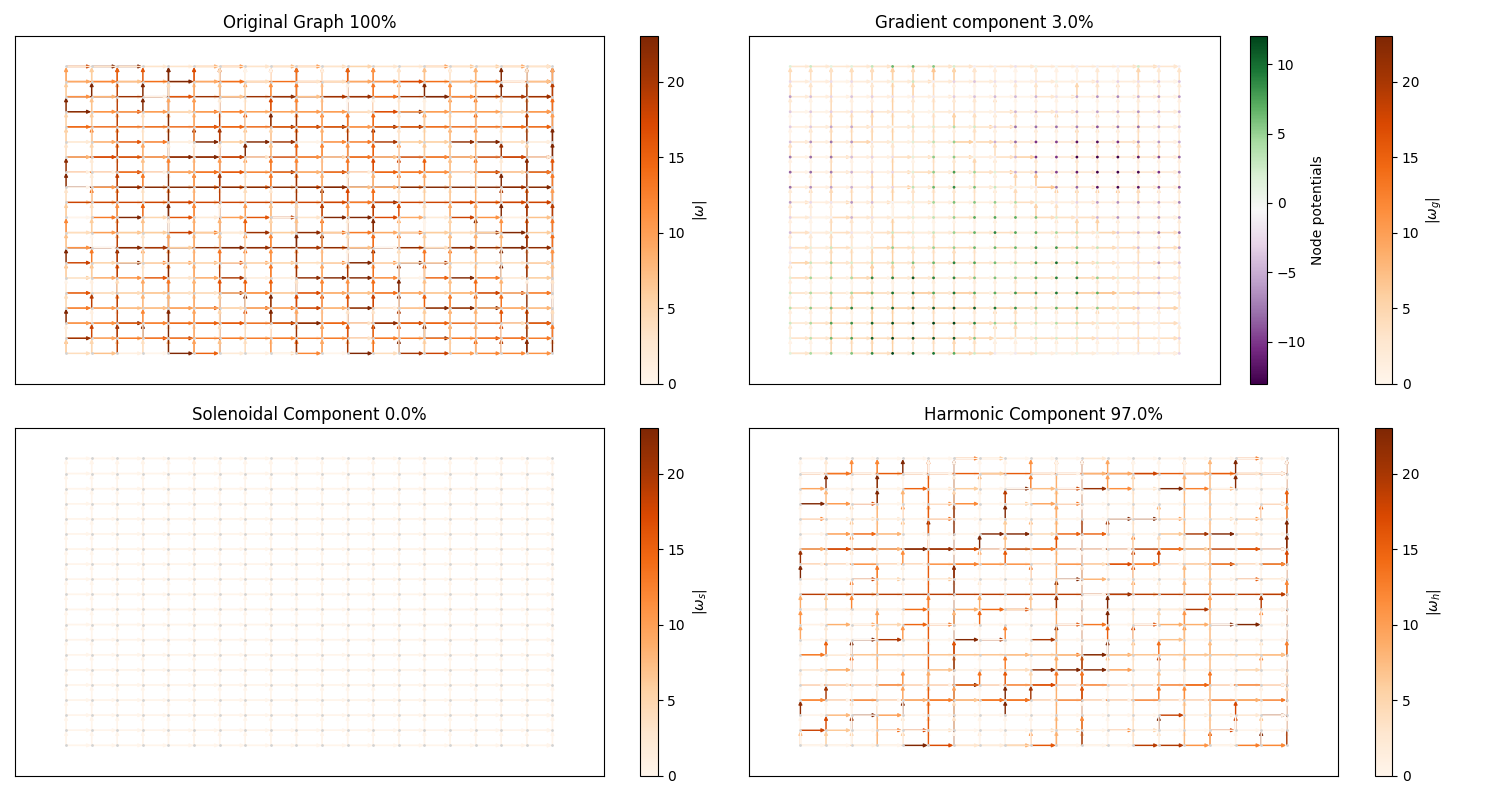 Original Graph 100%
20
15
10
5
0
|ω|
Gradient component 3.0%
10
5
0
−5
−10
Node potentials
20
15
10
5
0
|ω_g|
Solenoidal Component 0.0%
20
15
10
5
0
|ω_s|
Harmonic Component 97.0%
20
15
10
5
0
|ω_h|